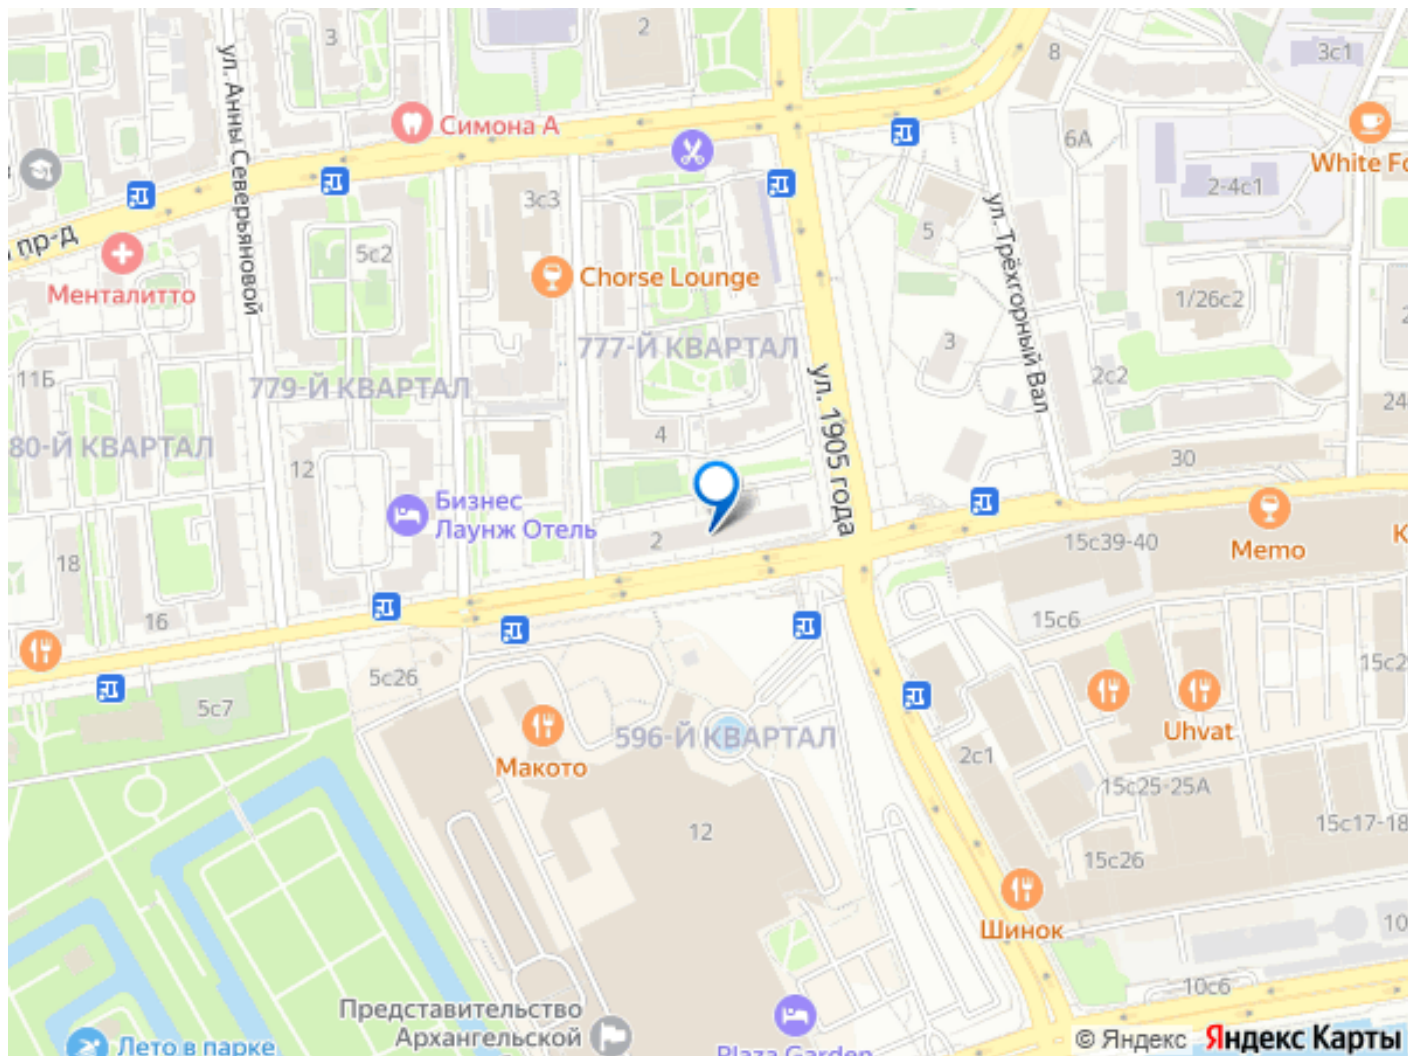 3
2
8
3с1
ул. Анны Северьяновой
Симона А
6А
White Fo
2-4с1
3с3
ул. Трёхгорный Вал
5
пр-д
5с2
Менталитто
Chorse Lounge
1/26с2
777-Й КВАРТАЛ
3
11Б
779-Й КВАРТАЛ
2с2
24
ул. 1905 года
80-Й КВАРТАЛ
4
12
30
Бизнес
Лаунж Отель
2
15с39-40
Memo
К
18
16
15с6
5с26
15с2
5с7
596-Й КВАРТАЛ
Uhvat
Макото
2с1
15с25-25А
12
15с17-18
15с26
Шинок
10
10с6
Представительство
Архангельской
Лето в парке
Plaza Garden
© Яндекс Яндекс Карты